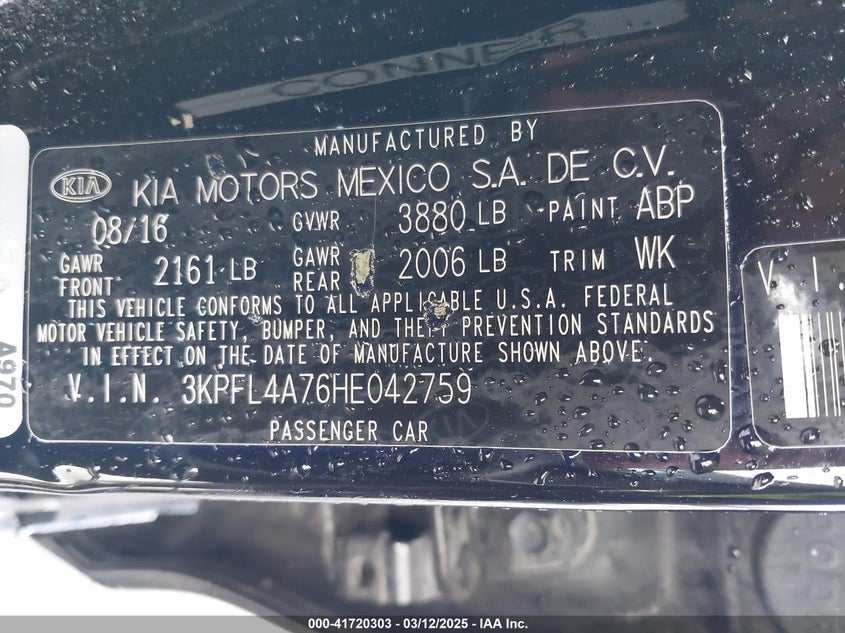 CONNER
MANUFACTURED BY
KIA KIA MOTORS MEXICO S.A. DE C.V.
08/16 GVWR 3880 LB PAINT ABP
GAWR FRONT 2161 LB GAWR REAR 2006 LB TRIM WK
THIS VEHICLE CONFORMS TO ALL APPLICABLE U.S.A. FEDERAL
MOTOR VEHICLE SAFETY, BUMPER, AND THEFT PREVENTION STANDARDS
IN EFFECT ON THE DATE OF MANUFACTURE SHOWN ABOVE.
V.I.N. 3KPFL4A76HE042759
PASSENGER CAR
V.I.
A970
000-41720303 - 03/12/2025 - IAA Inc.